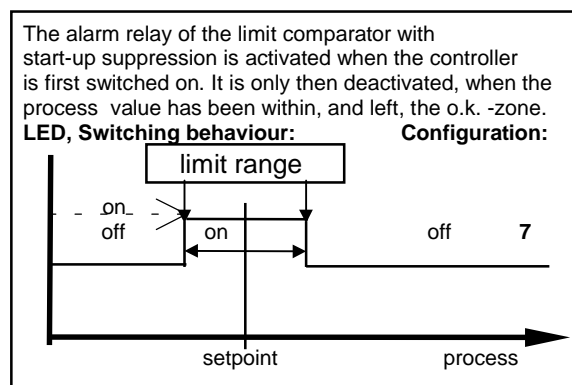 The alarm relay of the limit comparator with
start-up suppression is activated when the controller
is first switched on. It is only then deactivated, when the
process value has been within, and left, the o.k. -zone.
LED, Switching behaviour: Configuration:
limit range
on
off on off 7
setpoint process